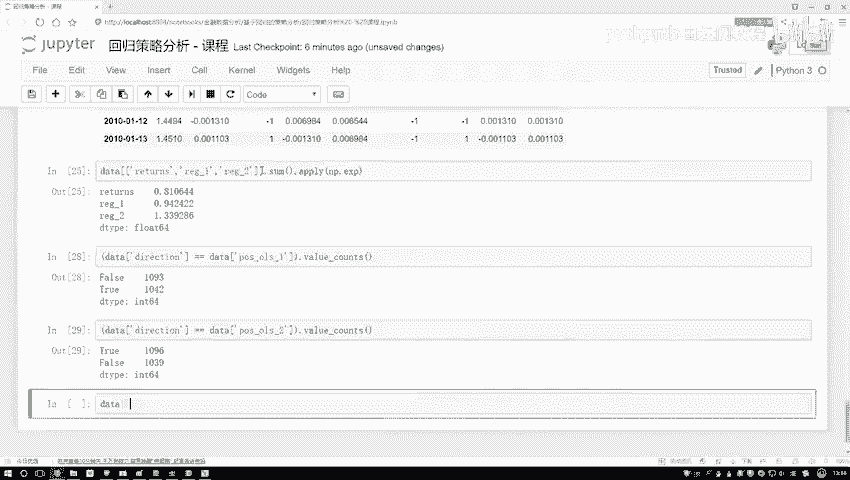 回归策略分析 - 课程
jupyter 回归策略分析 - 课程 Last Checkpoint: 6 minutes ago (unsaved changes)
File Edit View Insert Cell Kernel Widgets Help
Trusted Python 3
Code
2010-01-12 1.4494 -0.001310 -1 0.006984 0.006544 -1 -1 0.001310 0.001310
2010-01-13 1.4510 0.001103 1 -0.001310 0.006984 -1 1 -0.001103 0.001103
In [25]: data[['returns','reg_1','reg_2']].sum().apply(np.exp)
Out[25]: returns 0.810644
reg_1 0.942422
reg_2 1.339286
dtype: float64
In [28]: (data['direction'] == data['pos_ols_1']).value_counts()
Out[28]: False 1093
True 1042
dtype: int64
In [29]: (data['direction'] == data['pos_ols_2']).value_counts()
Out[29]: True 1096
False 1039
dtype: int64
In [ ]: data